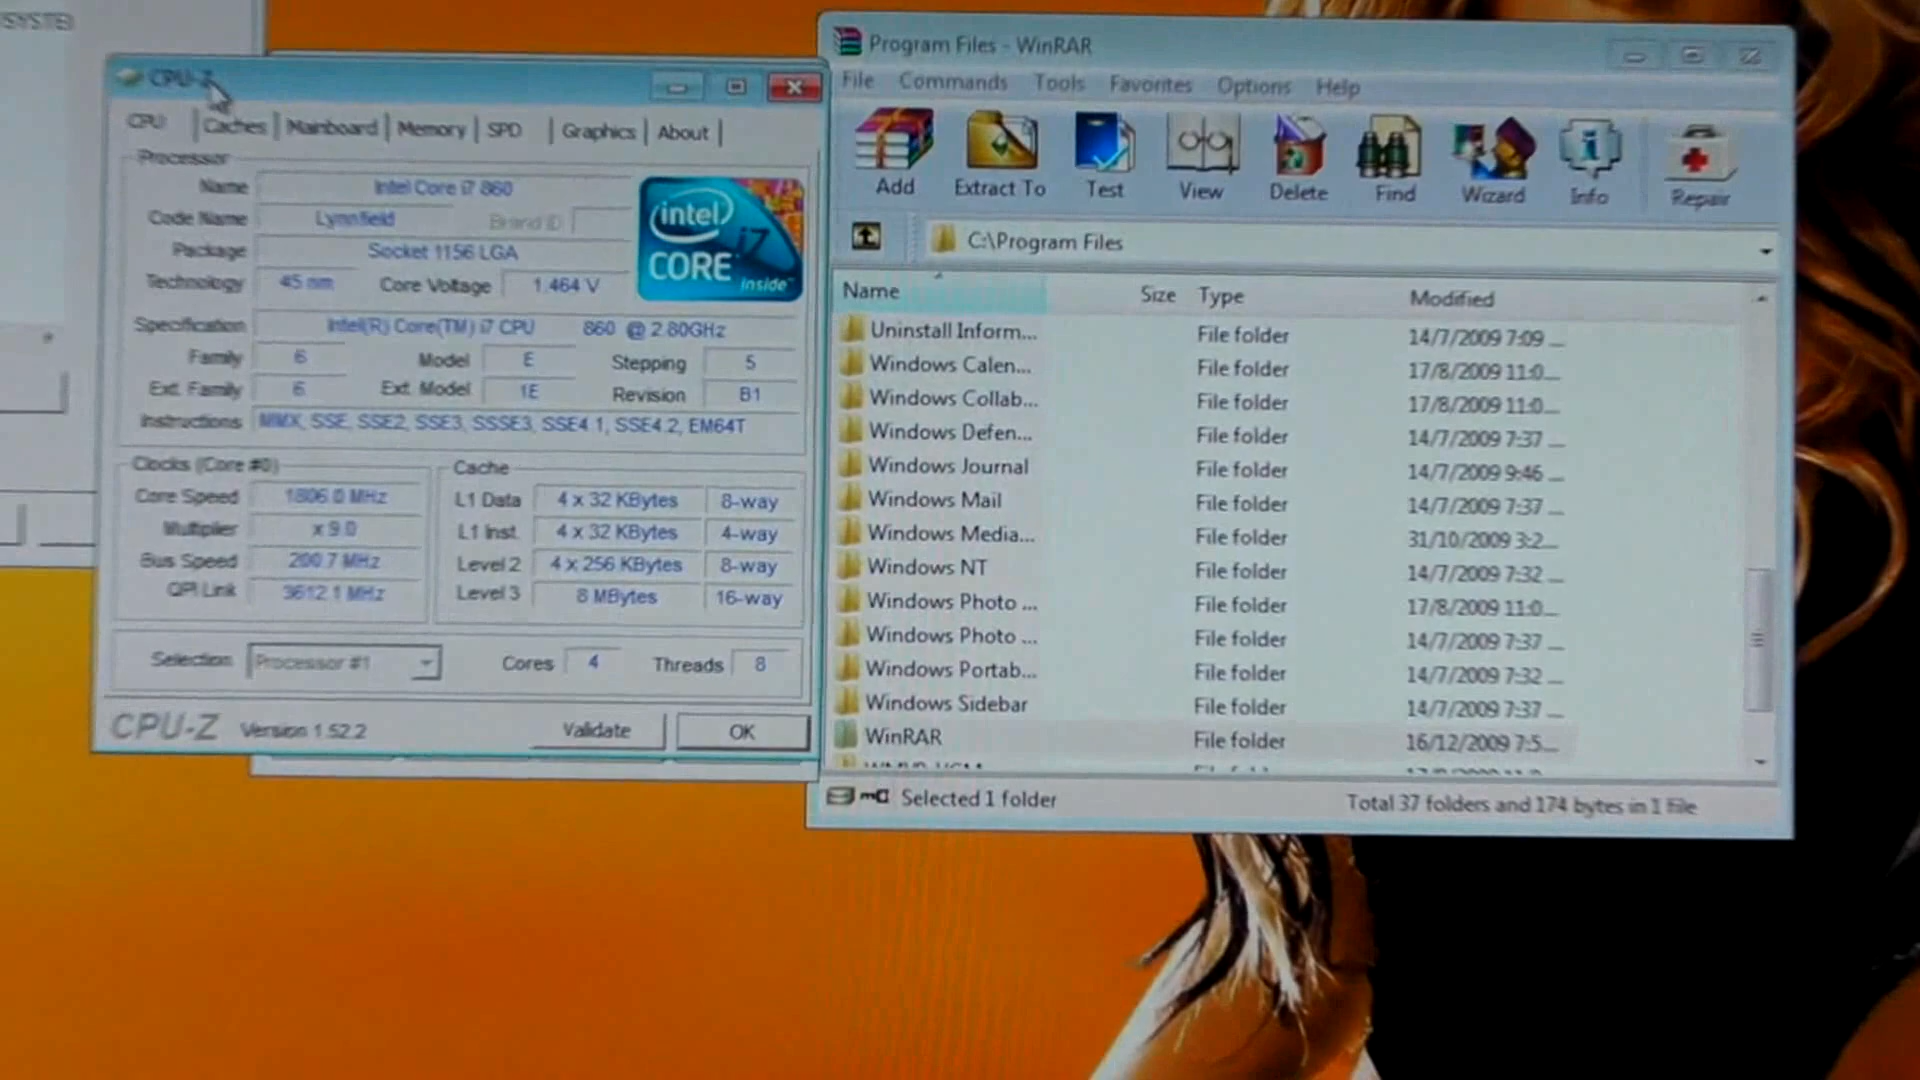 SYSTEM
CPU-Z
CPU Caches Mainboard Memory SPD Graphics About
Processor
Name Intel Core i7 860
Code Name Lynnfield Brand ID
Package Socket 1156 LGA
Technology 45 nm Core Voltage 1.464 V
intel CORE i7 inside™
Specification Intel(R) Core(TM) i7 CPU 860 @ 2.80GHz
Family 6 Model E Stepping 5
Ext. Family 6 Ext. Model 1E Revision B1
Instructions MMX, SSE, SSE2, SSE3, SSSE3, SSE4.1, SSE4.2, EM64T
Clocks (Core #0)
Core Speed 1806.0 MHz
Multiplier x 9.0
Bus Speed 200.7 MHz
QPI Link 3612.1 MHz
Cache
L1 Data 4 x 32 KBytes 8-way
L1 Inst. 4 x 32 KBytes 4-way
Level 2 4 x 256 KBytes 8-way
Level 3 8 MBytes 16-way
Selection Processor #1 Cores 4 Threads 8
CPU-Z Version 1.52.2 Validate OK
Program Files - WinRAR
File Commands Tools Favorites Options Help
Add Extract To Test View Delete Find Wizard Info Repair
C:\Program Files
Name Size Type Modified
Uninstall Inform... File folder 14/7/2009 7:09 ...
Windows Calen... File folder 17/8/2009 11:0...
Windows Collab... File folder 17/8/2009 11:0...
Windows Defen... File folder 14/7/2009 7:37 ...
Windows Journal File folder 14/7/2009 9:46 ...
Windows Mail File folder 14/7/2009 7:37 ...
Windows Media... File folder 31/10/2009 3:2...
Windows NT File folder 14/7/2009 7:32 ...
Windows Photo ... File folder 17/8/2009 11:0...
Windows Photo ... File folder 14/7/2009 7:37 ...
Windows Portab... File folder 14/7/2009 7:32 ...
Windows Sidebar File folder 14/7/2009 7:37 ...
WinRAR File folder 16/12/2009 7:5...
Selected 1 folder Total 37 folders and 174 bytes in 1 file